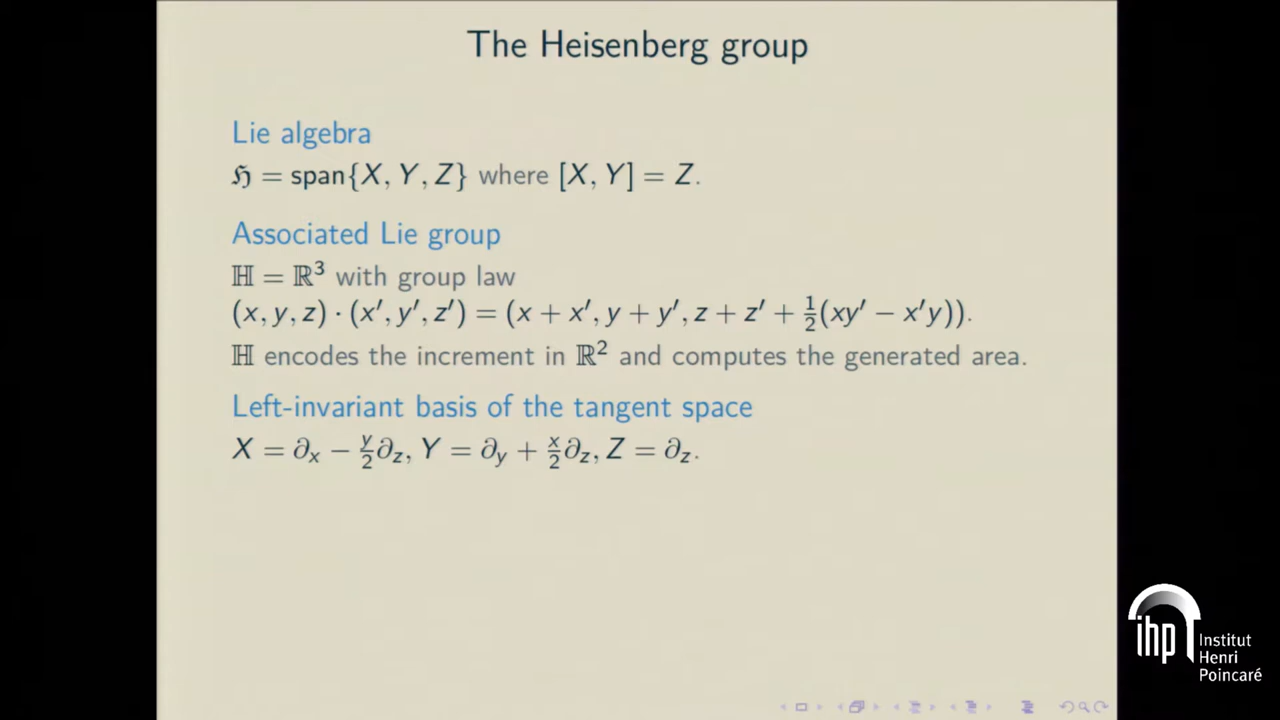 The Heisenberg group
Lie algebra
ℌ = span{X, Y, Z} where [X, Y] = Z.
Associated Lie group
ℍ = ℝ³ with group law
(x, y, z) · (x′, y′, z′) = (x + x′, y + y′, z + z′ + ½(xy′ − x′y)).
ℍ encodes the increment in ℝ² and computes the generated area.
Left-invariant basis of the tangent space
X = ∂ₓ − y/2 ∂_z, Y = ∂_y + x/2 ∂_z, Z = ∂_z.
ihp
Institut
Henri
Poincaré